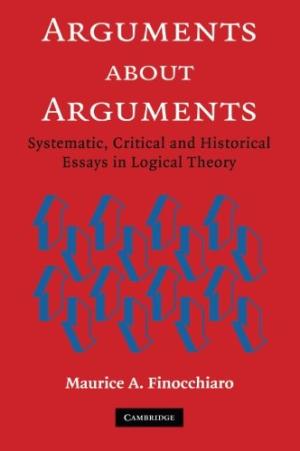 ARGUMENTS
ABOUT
ARGUMENTS
Systematic, Critical and Historical
Essays in Logical Theory
Maurice A. Finocchiaro
CAMBRIDGE